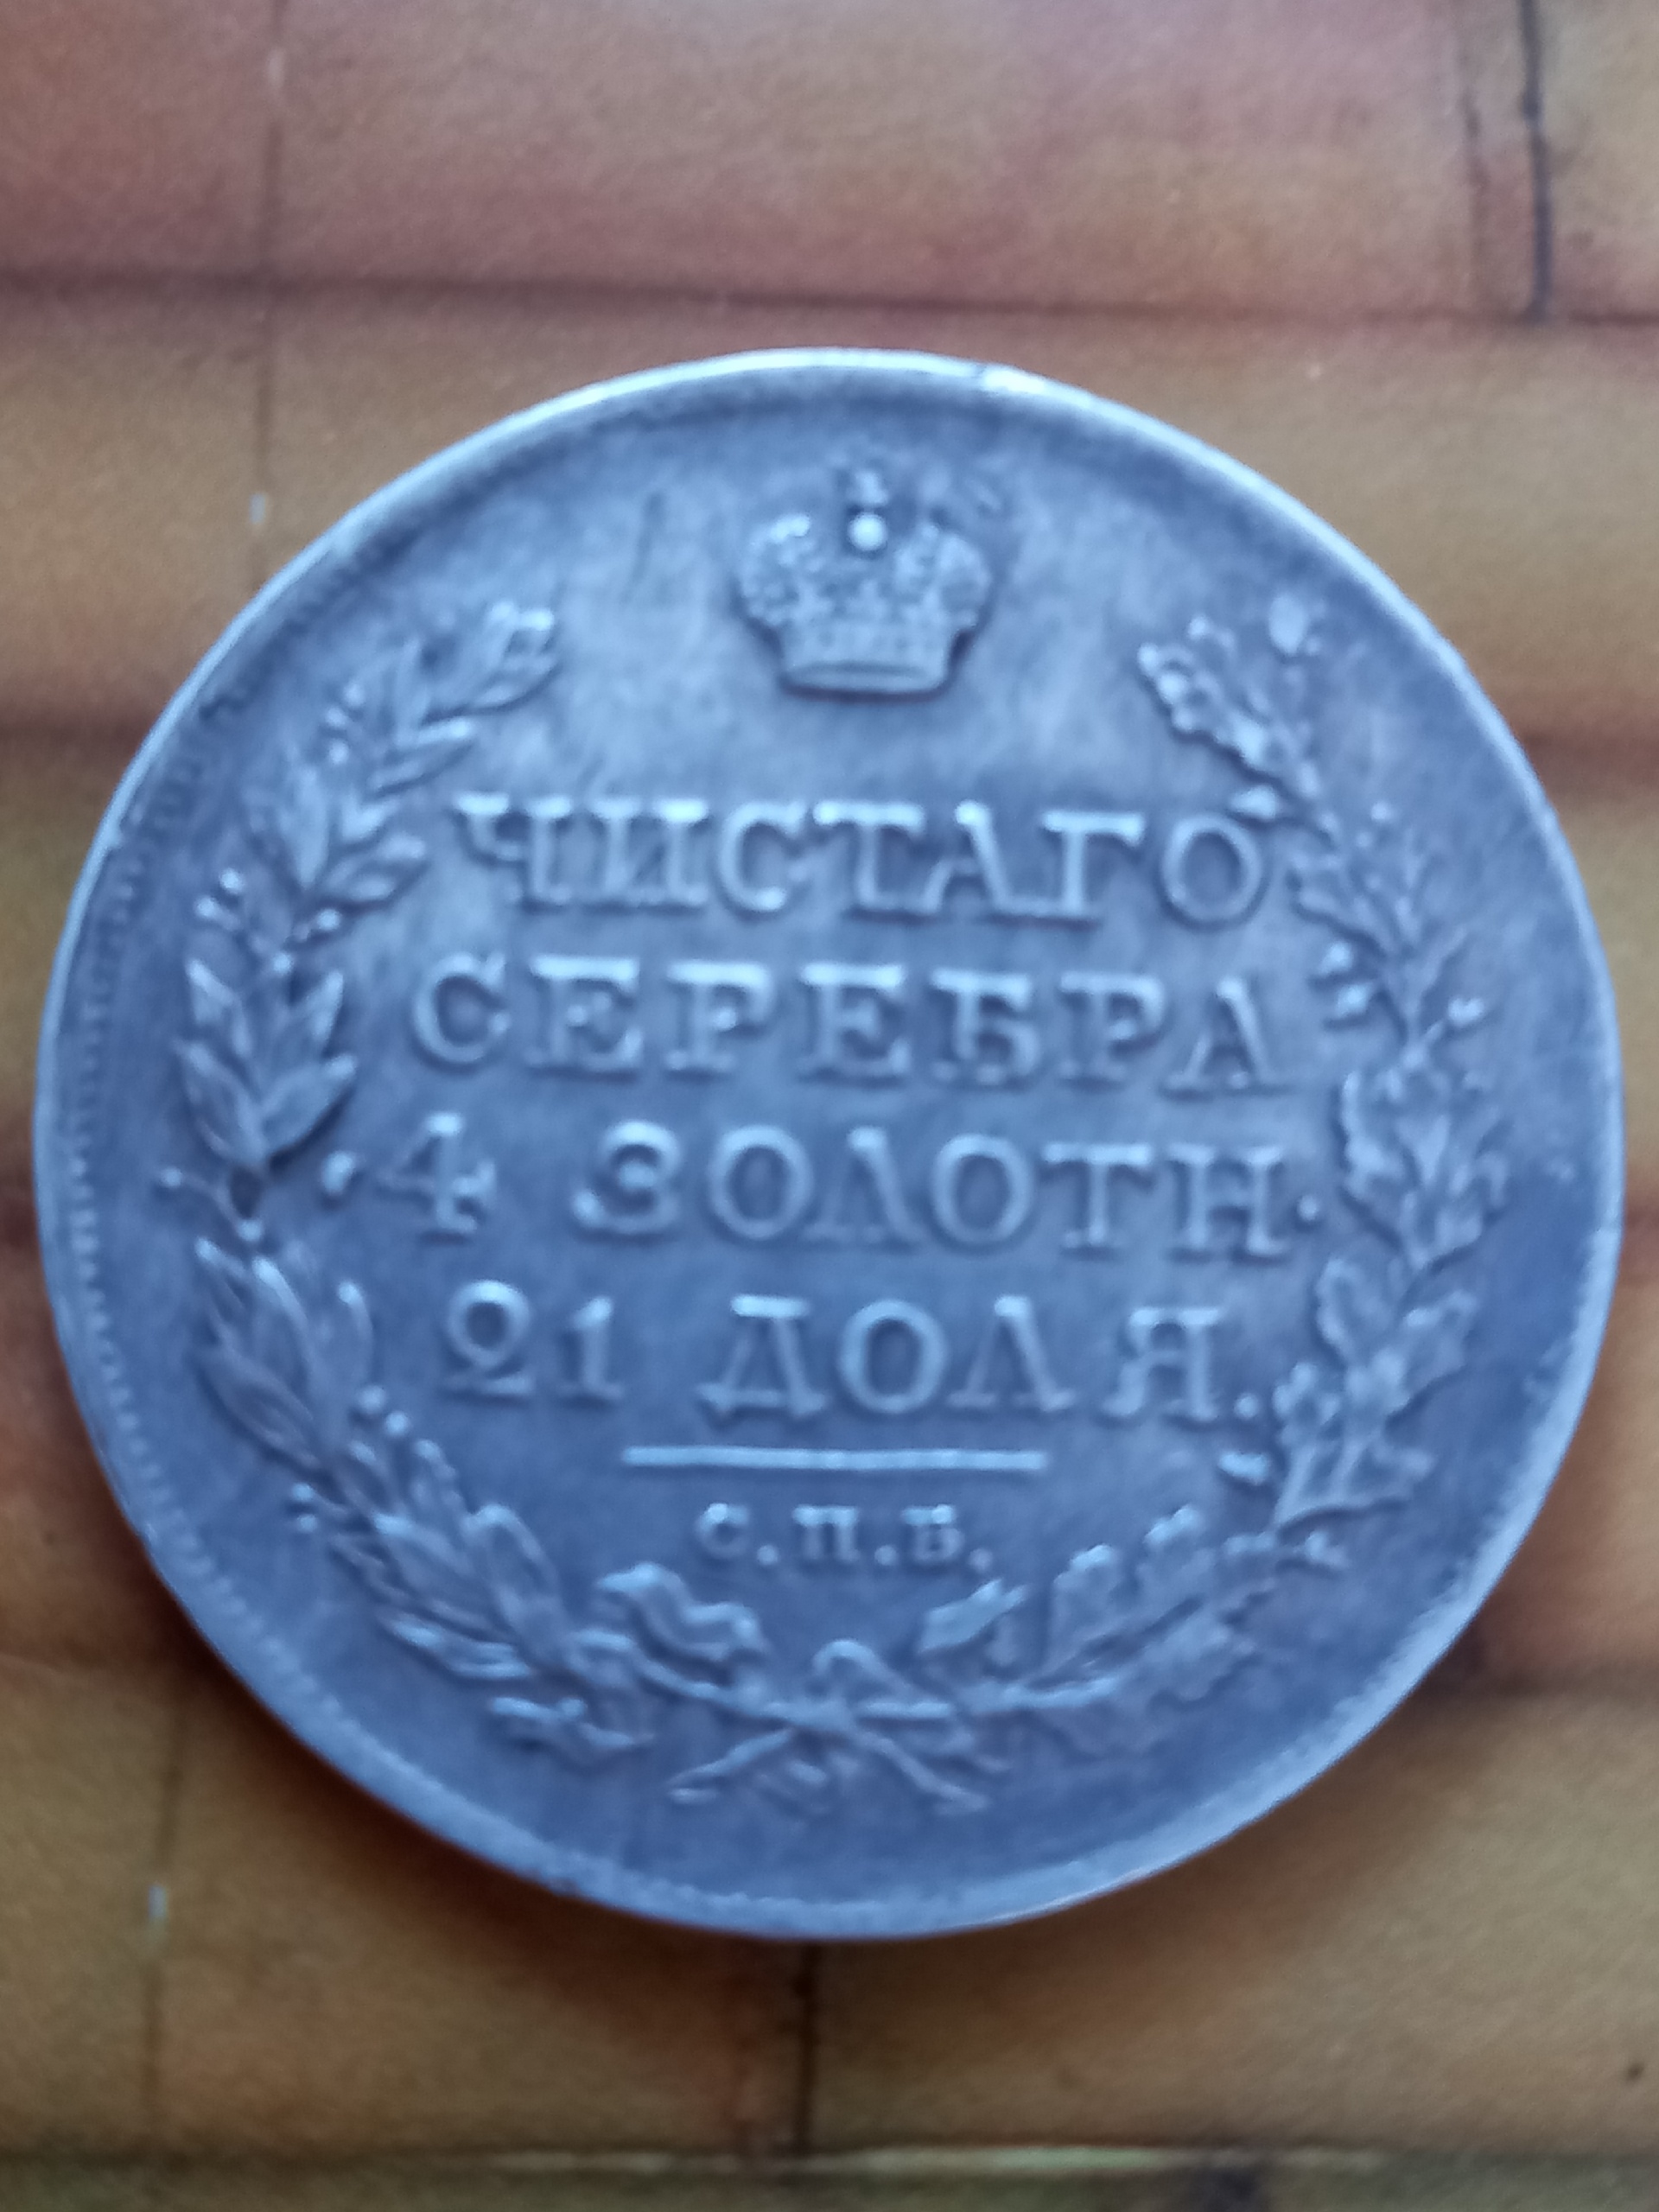 ЧИСТАГО
СЕРЕБРА
4 ЗОЛОТН.
21 ДОЛЯ.
С.П.Б.